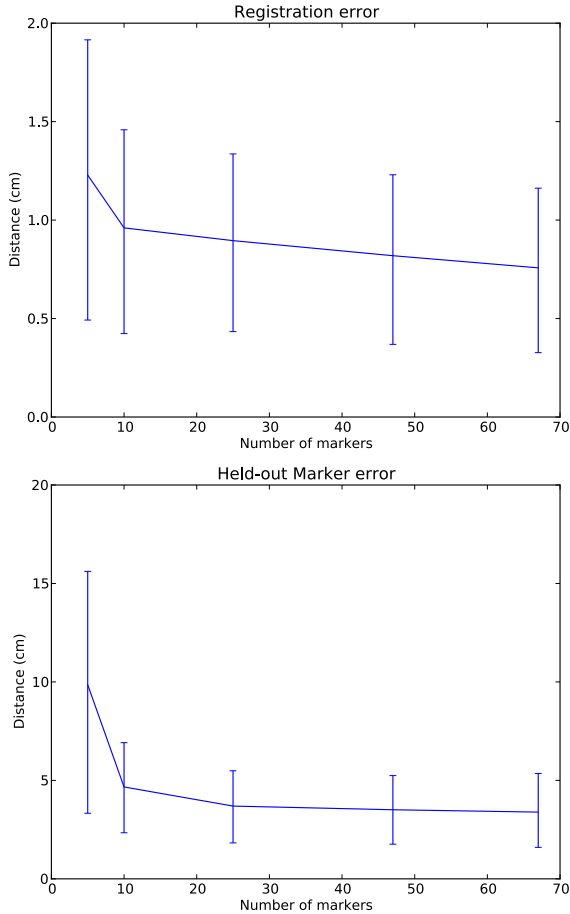 Registration error
2.0
1.5
1.0
0.5
0.0
Distance (cm)
0 10 20 30 40 50 60 70
Number of markers
Held-out Marker error
20
15
10
5
0
Distance (cm)
0 10 20 30 40 50 60 70
Number of markers